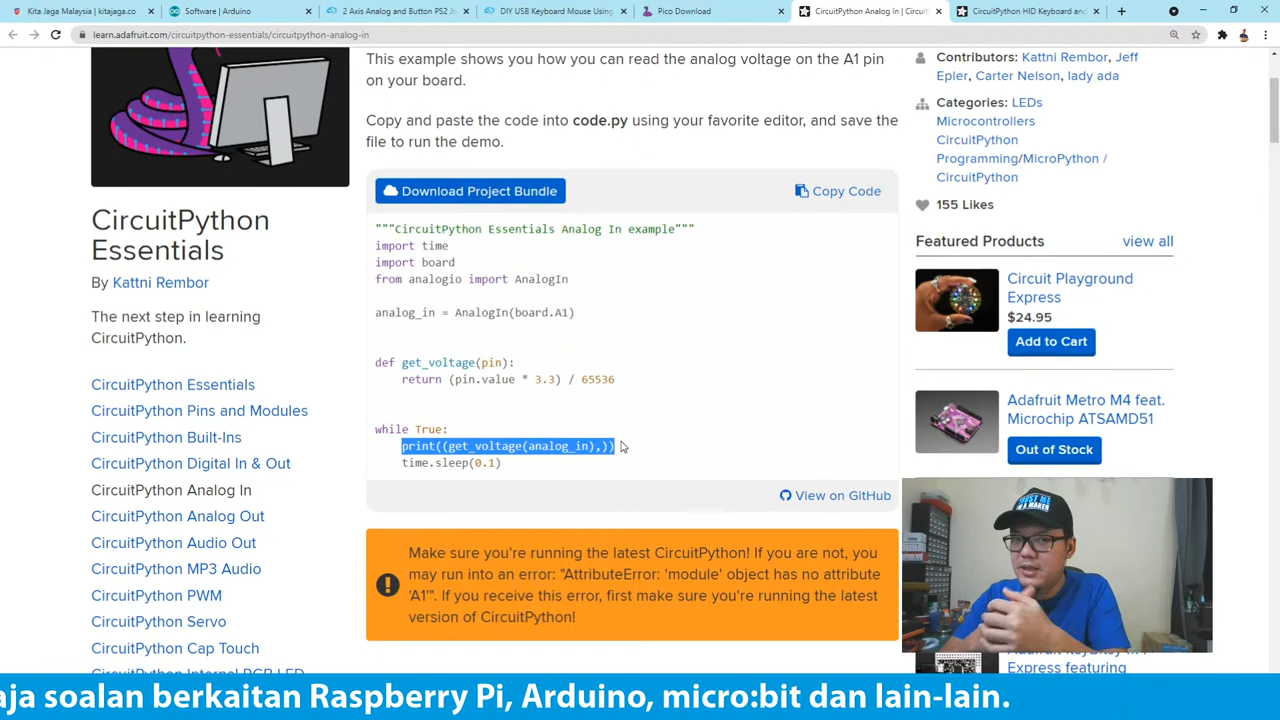 Kita Jaga Malaysia | kitajaga.co
Software | Arduino
2 Axis Analog and Button PS2 Jo
DIY USB Keyboard Mouse Using
Pico Download
CircuitPython Analog In | Circuit
CircuitPython HID Keyboard and
learn.adafruit.com/circuitpython-essentials/circuitpython-analog-in
This example shows you how you can read the analog voltage on the A1 pin
on your board.
Copy and paste the code into code.py using your favorite editor, and save the
file to run the demo.
Download Project Bundle
Copy Code
"""CircuitPython Essentials Analog In example"""
import time
import board
from analogio import AnalogIn
analog_in = AnalogIn(board.A1)
def get_voltage(pin):
return (pin.value * 3.3) / 65536
while True:
print((get_voltage(analog_in),))
time.sleep(0.1)
View on GitHub
Make sure you're running the latest CircuitPython! If you are not, you
may run into an error: "AttributeError: 'module' object has no attribute
'A1'". If you receive this error, first make sure you're running the latest
version of CircuitPython!
CircuitPython
Essentials
By Kattni Rembor
The next step in learning
CircuitPython.
CircuitPython Essentials
CircuitPython Pins and Modules
CircuitPython Built-Ins
CircuitPython Digital In & Out
CircuitPython Analog In
CircuitPython Analog Out
CircuitPython Audio Out
CircuitPython MP3 Audio
CircuitPython PWM
CircuitPython Servo
CircuitPython Cap Touch
CircuitPython Internal RGB LED
Contributors: Kattni Rembor, Jeff
Epler, Carter Nelson, lady ada
Categories: LEDs
Microcontrollers
CircuitPython
Programming/MicroPython /
CircuitPython
155 Likes
Featured Products
view all
Circuit Playground
Express
$24.95
Add to Cart
Adafruit Metro M4 feat.
Microchip ATSAMD51
Out of Stock
TRUST ME
I'M A MAKER
Express featuring
aja soalan berkaitan Raspberry Pi, Arduino, micro:bit dan lain-lain.